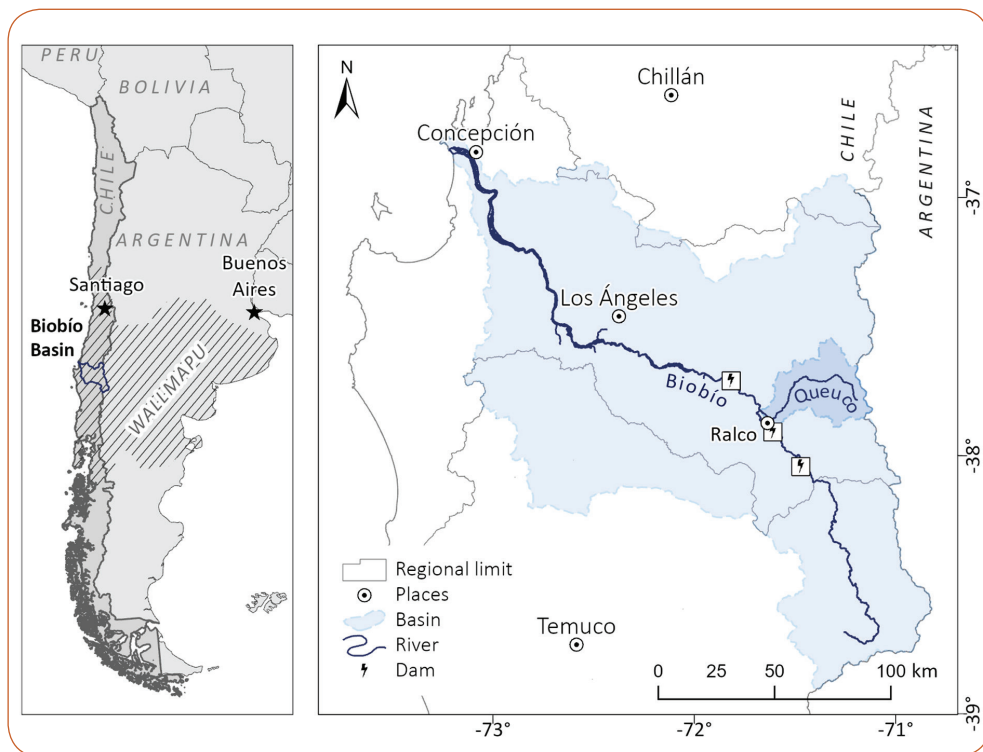 PERU
BOLIVIA
CHILE
ARGENTINA
Buenos
Aires
Santiago
Biobío
Basin
WALLMAPU
N
Chillán
Concepción
CHILE
ARGENTINA
-37°
Los Ángeles
Biobío
Queuco
Ralco
-38°
Regional limit
Places
Basin
River
Dam
Temuco
0 25 50 100 km
-39°
-73° -72° -71°